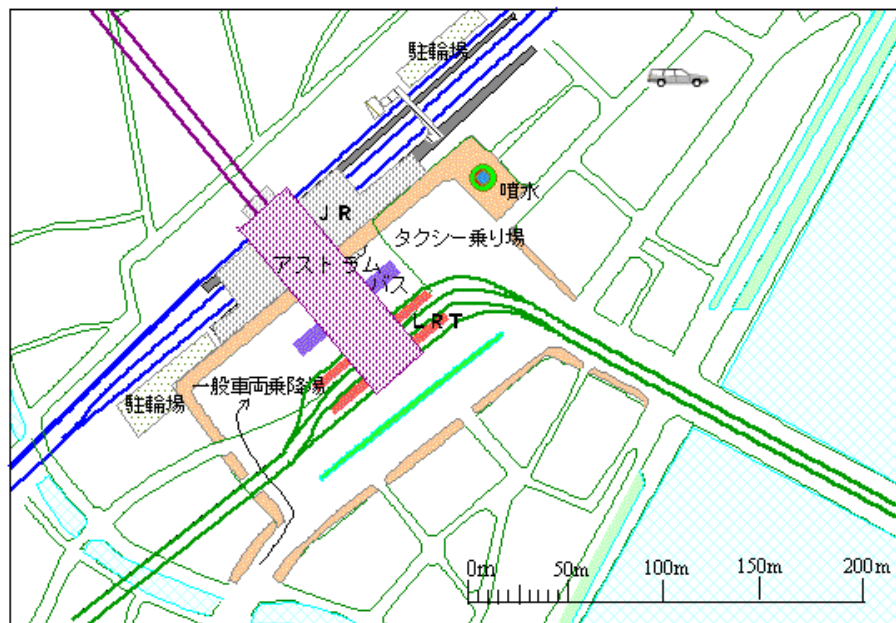 駐輪場
噴水
JR
タクシー乗り場
アストラム
バス
LRT
一般車両乗降場
駐輪場
0m
50m
100m
150m
200m